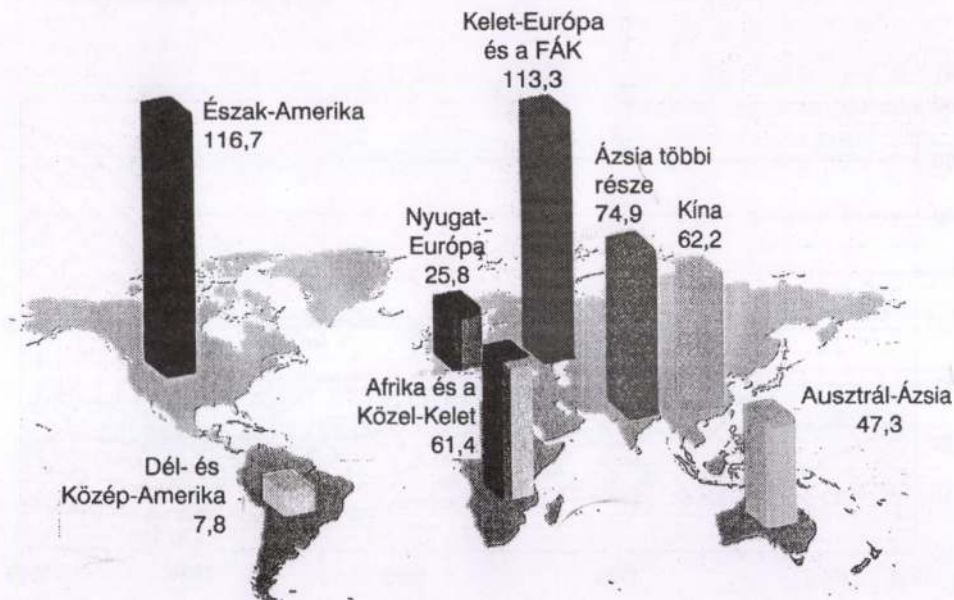 Kelet-Európa
és a FÁK
113,3
Észak-Amerika
116,7
Ázsia többi
része
74,9
Kína
62,2
Nyugat-
Európa
25,8
Afrika és a
Közel-Kelet
61,4
Ausztrál-Ázsia
47,3
Dél- és
Közép-Amerika
7,8